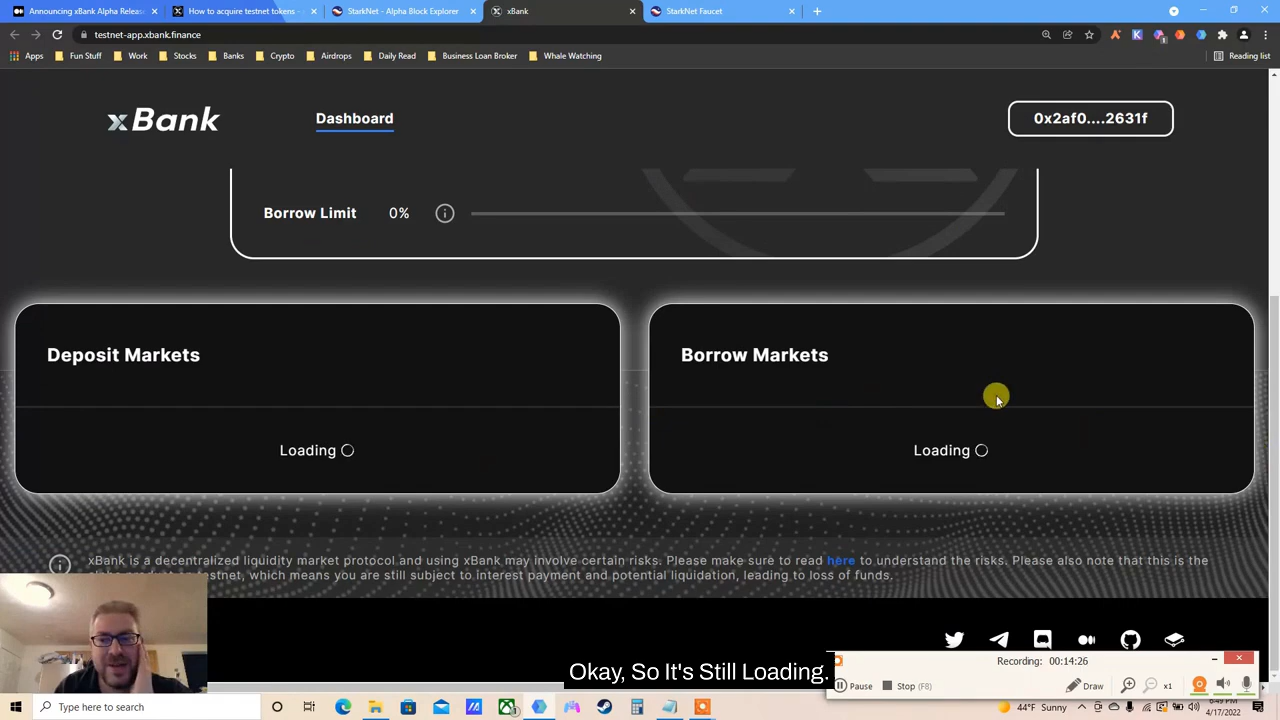 Announcing xBank Alpha Releas
How to acquire testnet tokens -
StarkNet - Alpha Block Explorer
xBank
StarkNet Faucet
testnet-app.xbank.finance
Apps
Fun Stuff
Work
Stocks
Banks
Crypto
Airdrops
Daily Read
Business Loan Broker
Whale Watching
Reading list
xBank
Dashboard
0x2af0....2631f
Borrow Limit 0%
Deposit Markets
Borrow Markets
Loading
Loading
xBank is a decentralized liquidity market protocol and using xBank may involve certain risks. Please make sure to read here to understand the risks. Please also note that this is the
testnet, which means you are still subject to interest payment and potential liquidation, leading to loss of funds.
Okay, So It's Still Loading.
Recording: 00:14:26
Pause
Stop (F8)
Draw
x1
Type here to search
44°F Sunny
4/17/2022